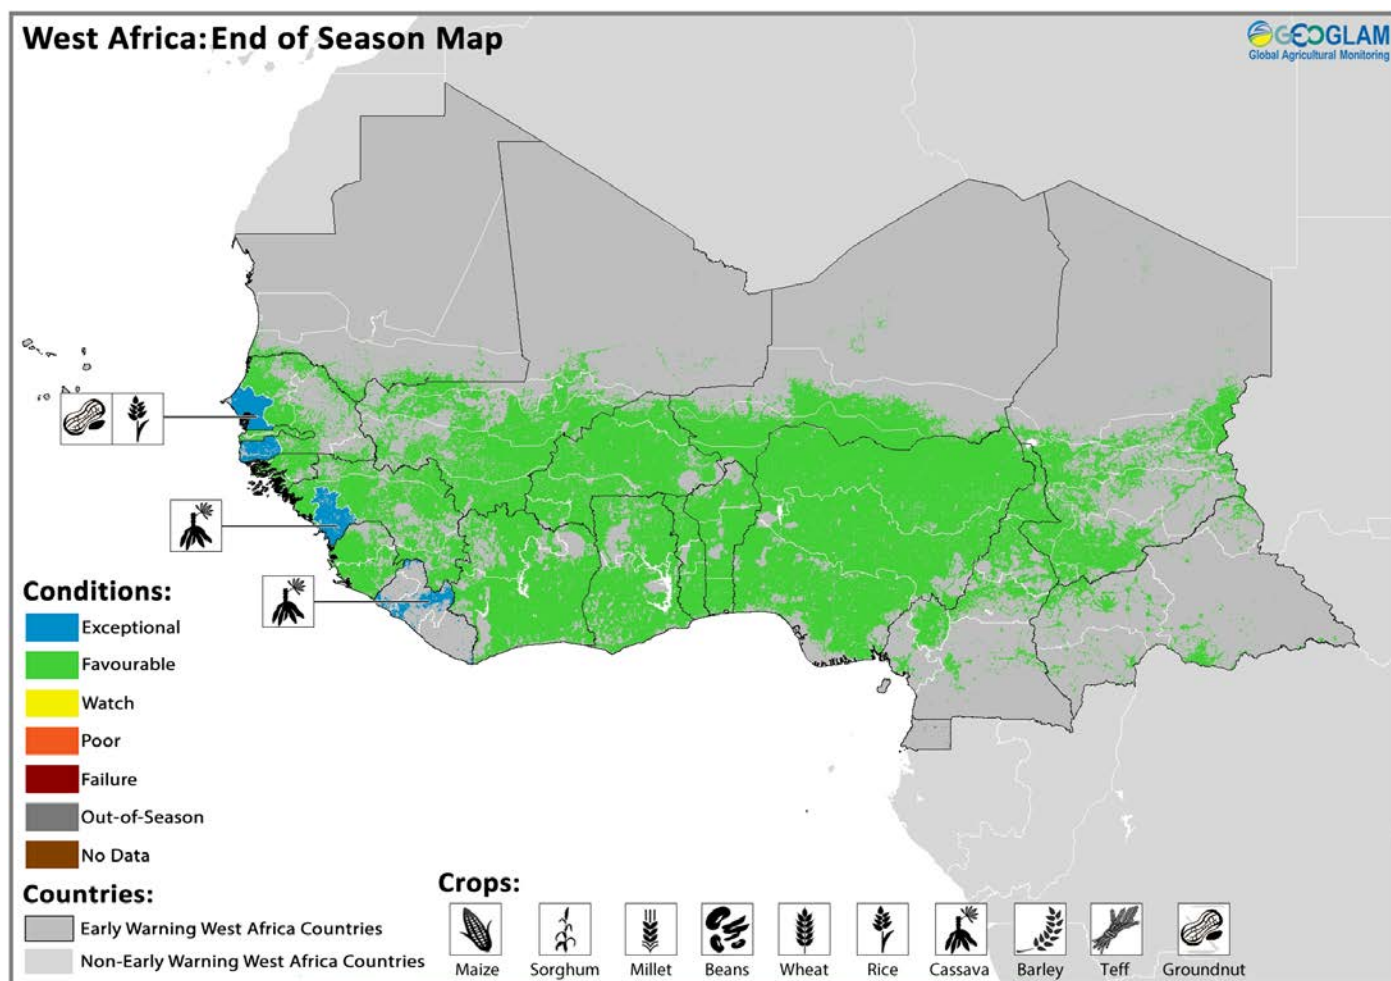 West Africa: End of Season Map
GEOGLAM
Global Agricultural Monitoring
Conditions:
Exceptional
Favourable
Watch
Poor
Failure
Out-of-Season
No Data
Countries:
Early Warning West Africa Countries
Non-Early Warning West Africa Countries
Crops:
Maize
Sorghum
Millet
Beans
Wheat
Rice
Cassava
Barley
Teff
Groundnut